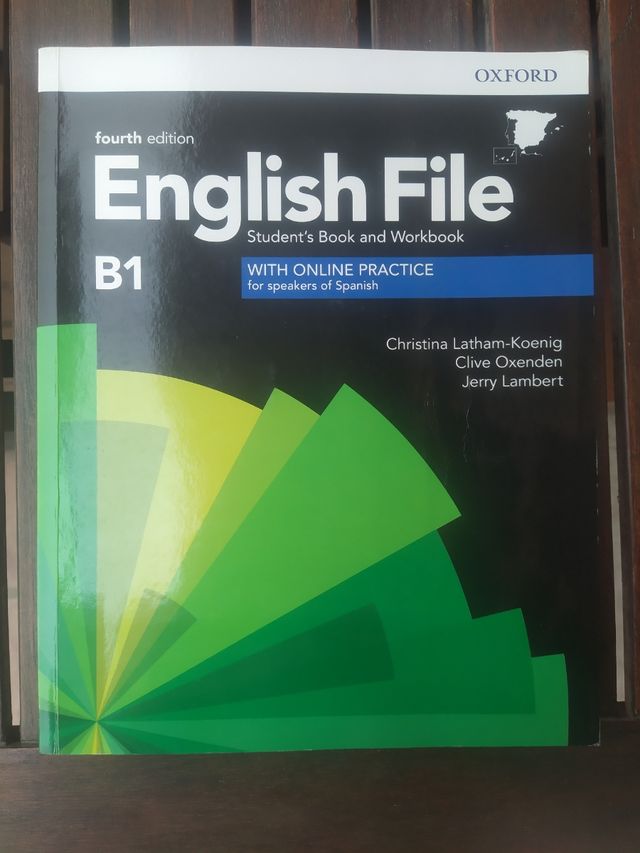 OXFORD
fourth edition
English File
Student's Book and Workbook
B1
WITH ONLINE PRACTICE
for speakers of Spanish
Christina Latham-Koenig
Clive Oxenden
Jerry Lambert